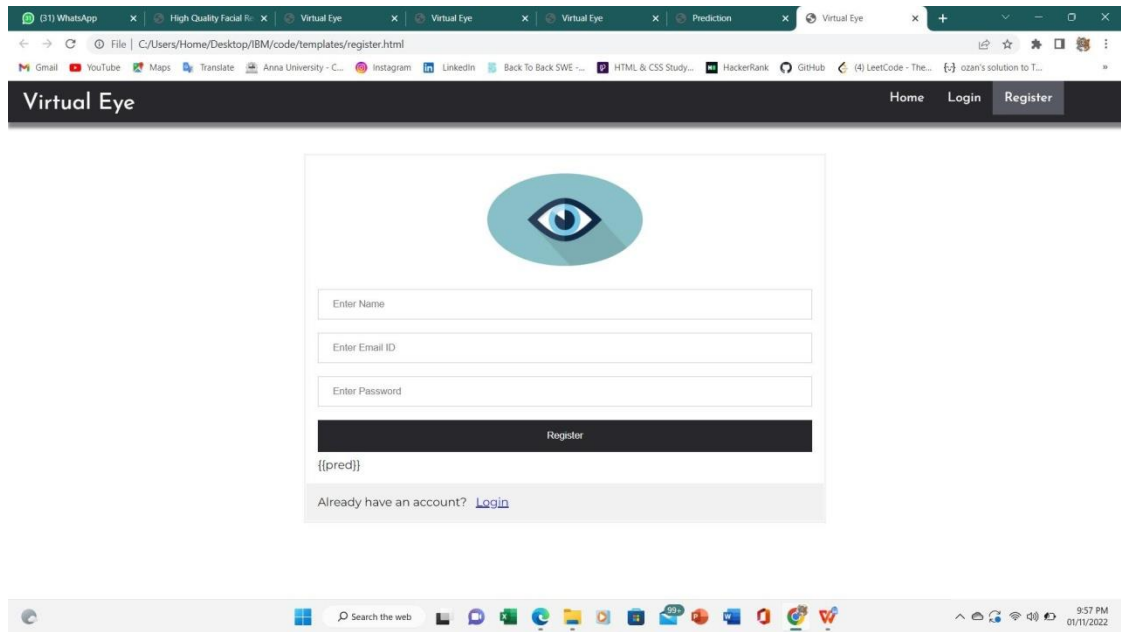 (31) WhatsApp
High Quality Facial Re
Virtual Eye
Virtual Eye
Virtual Eye
Prediction
Virtual Eye
File | C:/Users/Home/Desktop/IBM/code/templates/register.html
Gmail YouTube Maps Translate Anna University - C... Instagram LinkedIn Back To Back SWE -... HTML & CSS Study... HackerRank GitHub (4) LeetCode - The... ozan's solution to T... »
Virtual Eye
Home Login Register
Enter Name
Enter Email ID
Enter Password
Register
{{pred}}
Already have an account? Login
Search the web
99+
9:57 PM
01/11/2022